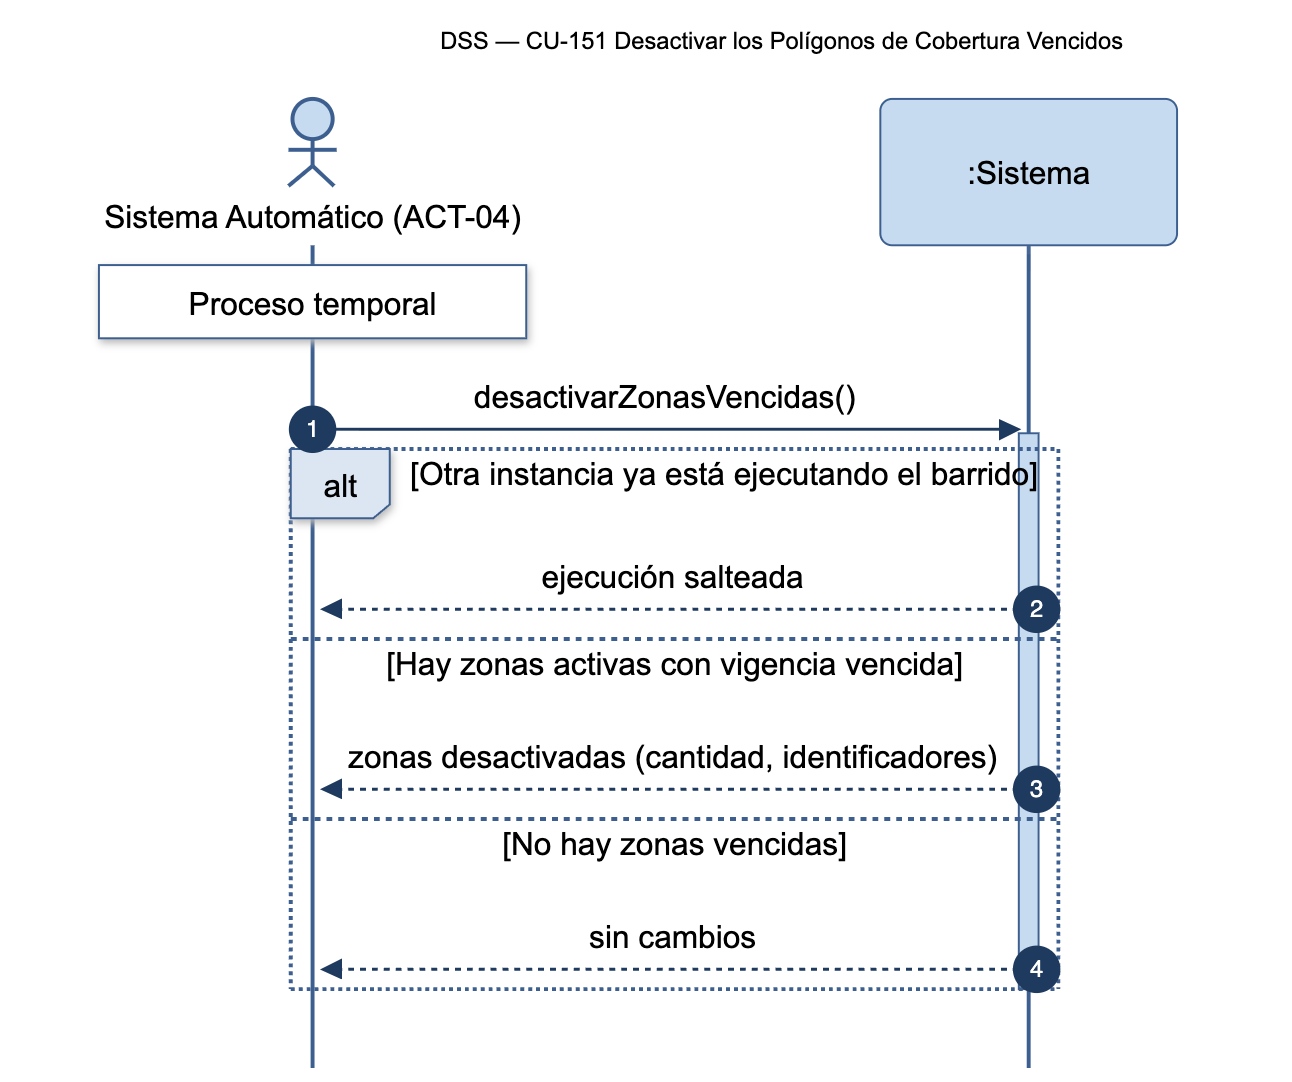 DSS — CU-151 Desactivar los Polígonos de Cobertura Vencidos
Sistema Automático (ACT-04)
:Sistema
Proceso temporal
desactivarZonasVencidas()
1
alt
[Otra instancia ya está ejecutando el barrido]
ejecución salteada
2
[Hay zonas activas con vigencia vencida]
zonas desactivadas (cantidad, identificadores)
3
[No hay zonas vencidas]
sin cambios
4